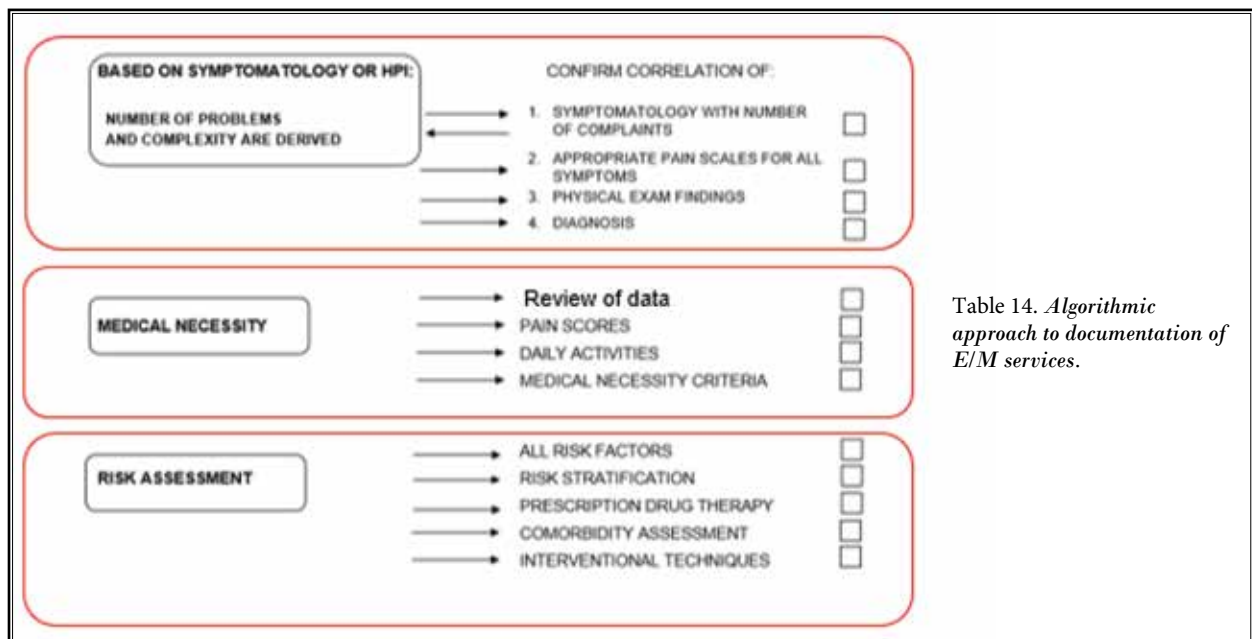 BASED ON SYMPTOMATOLOGY OR HPI:
NUMBER OF PROBLEMS
AND COMPLEXITY ARE DERIVED
CONFIRM CORRELATION OF:
1. SYMPTOMATOLOGY WITH NUMBER
OF COMPLAINTS
2. APPROPRIATE PAIN SCALES FOR ALL
SYMPTOMS
3. PHYSICAL EXAM FINDINGS
4. DIAGNOSIS
MEDICAL NECESSITY
Review of data
PAIN SCORES
DAILY ACTIVITIES
MEDICAL NECESSITY CRITERIA
RISK ASSESSMENT
ALL RISK FACTORS
RISK STRATIFICATION
PRESCRIPTION DRUG THERAPY
COMORBIDITY ASSESSMENT
INTERVENTIONAL TECHNIQUES
Table 14. Algorithmic
approach to documentation of
E/M services.